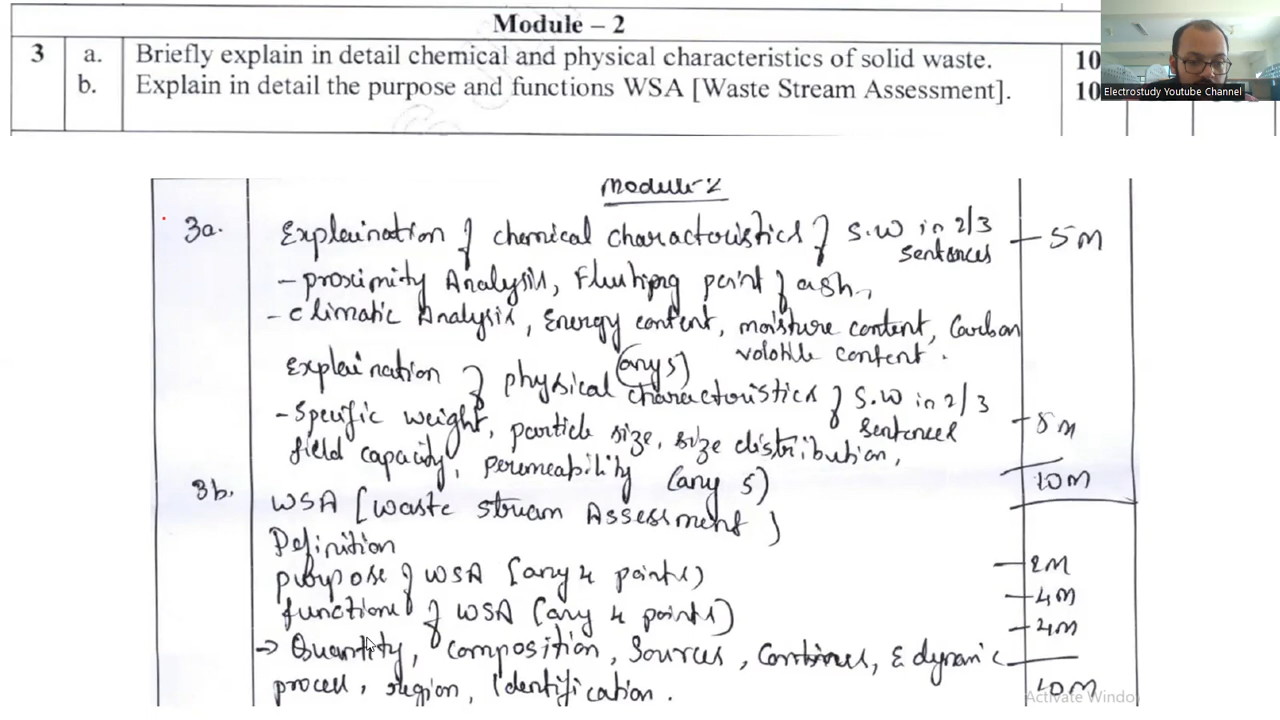 Module – 2
3 a. Briefly explain in detail chemical and physical characteristics of solid waste. 10
b. Explain in detail the purpose and functions WSA [Waste Stream Assessment]. 10
Electrostudy Youtube Channel
Module-2
3a. Explaination of chemical characteristics of S.W in 2/3 sentences — 5M
- proximity Analysis, point of ash,
- climatic Analysis, Energy content, moisture content, Carbon
volatile content.
(any 5)
Explaination of physical characteristics of S.W in 2/3 sentences — 5M
- Specific weight, particle size, size distribution,
field capacity, permeability (any 5)
10M
3b. WSA [Waste stream Assessment]
Definition — 2M
purpose of WSA (any 4 points) — 4M
functions of WSA (any 4 points) — 4M
→ Quantity, composition, Sources, & dynamic
process, region, Identification. 10M
Activate Windo